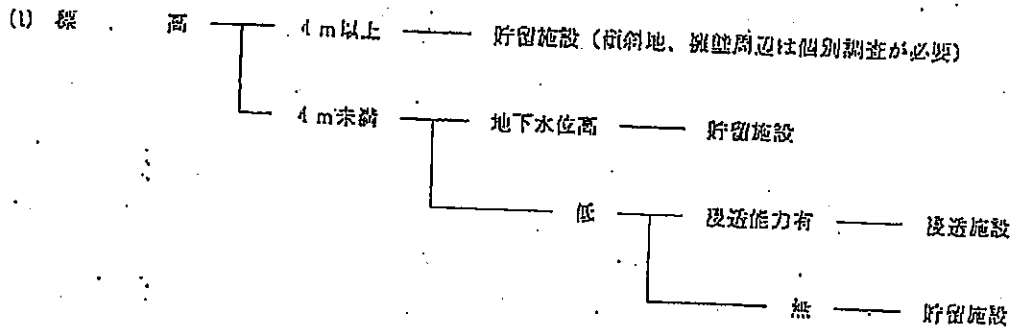 (1) 標高 4m以上 貯留施設(傾斜地、擁壁周辺は個別調査が必要)
4m未満 地下水位高 貯留施設
低 浸透能力有 浸透施設
無 貯留施設